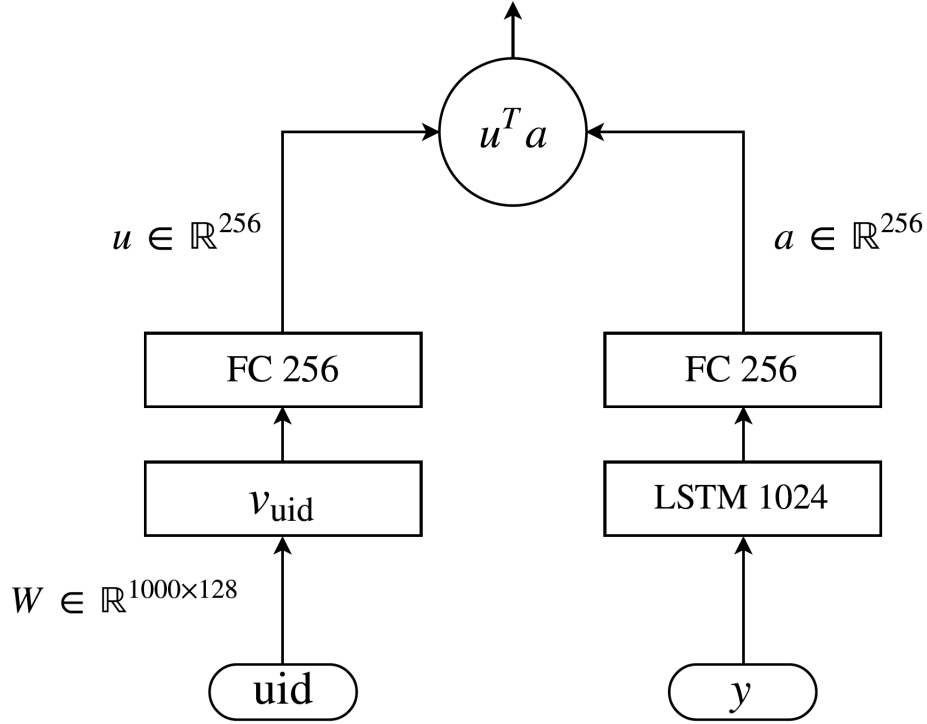 u^T a
u ∈ ℝ^256
a ∈ ℝ^256
FC 256
FC 256
v_uid
LSTM 1024
W ∈ ℝ^1000×128
uid
y